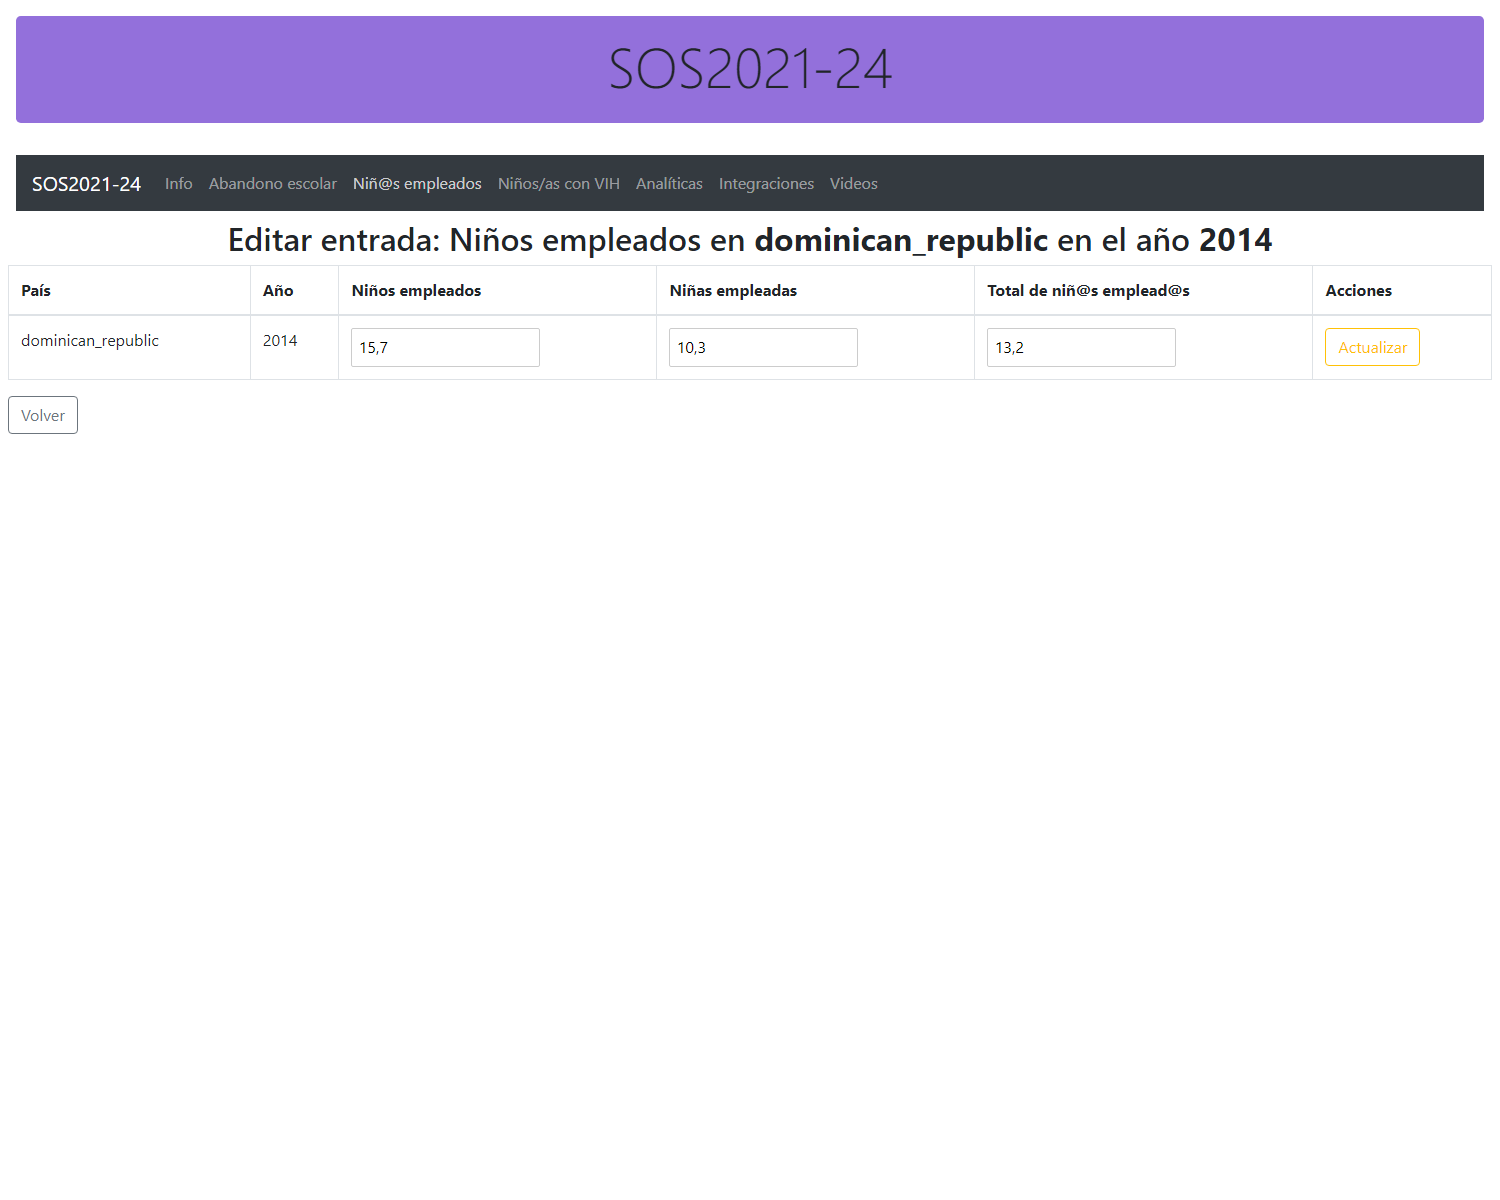 SOS2021-24
SOS2021-24 Info Abandono escolar Niñ@s empleados Niños/as con VIH Analíticas Integraciones Videos
Editar entrada: Niños empleados en dominican_republic en el año 2014
País Año Niños empleados Niñas empleadas Total de niñ@s emplead@s Acciones
dominican_republic 2014 15,7 10,3 13,2 Actualizar
Volver